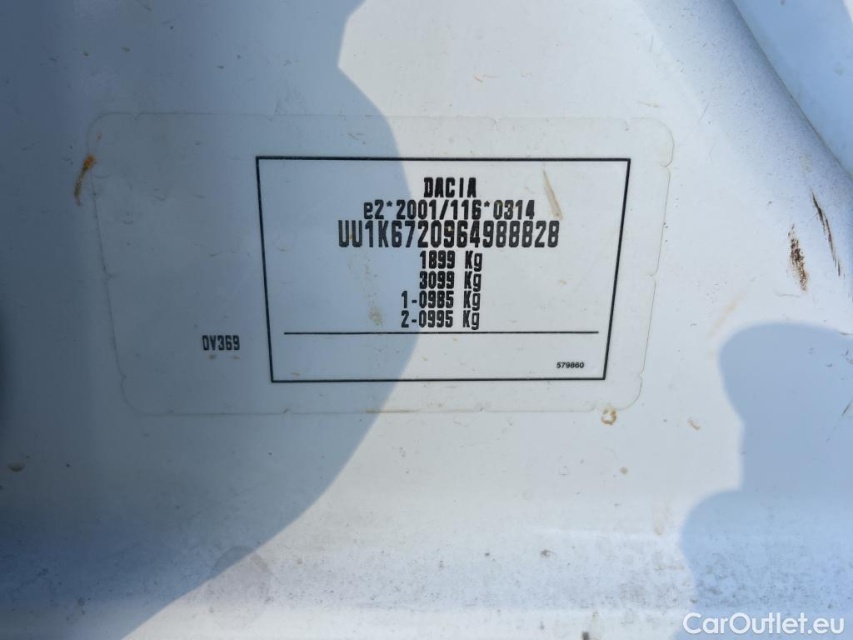 DACIA
e2*2001/116*0314
UU1K6720964988828
1899 Kg
3099 Kg
1-0985 Kg
2-0995 Kg
DY369
579860
CarOutlet.eu